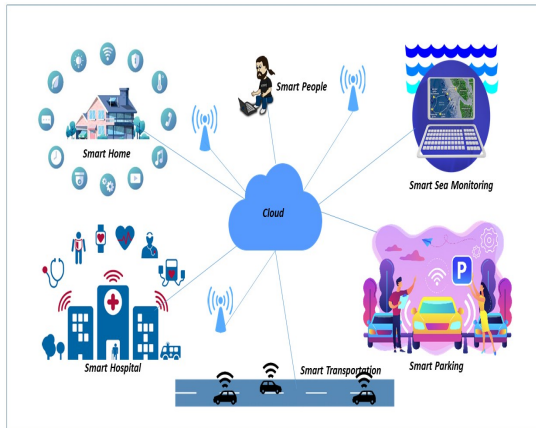 Smart People
Smart Home
Smart Sea Monitoring
Cloud
P
Smart Hospital
Smart Transportation
Smart Parking